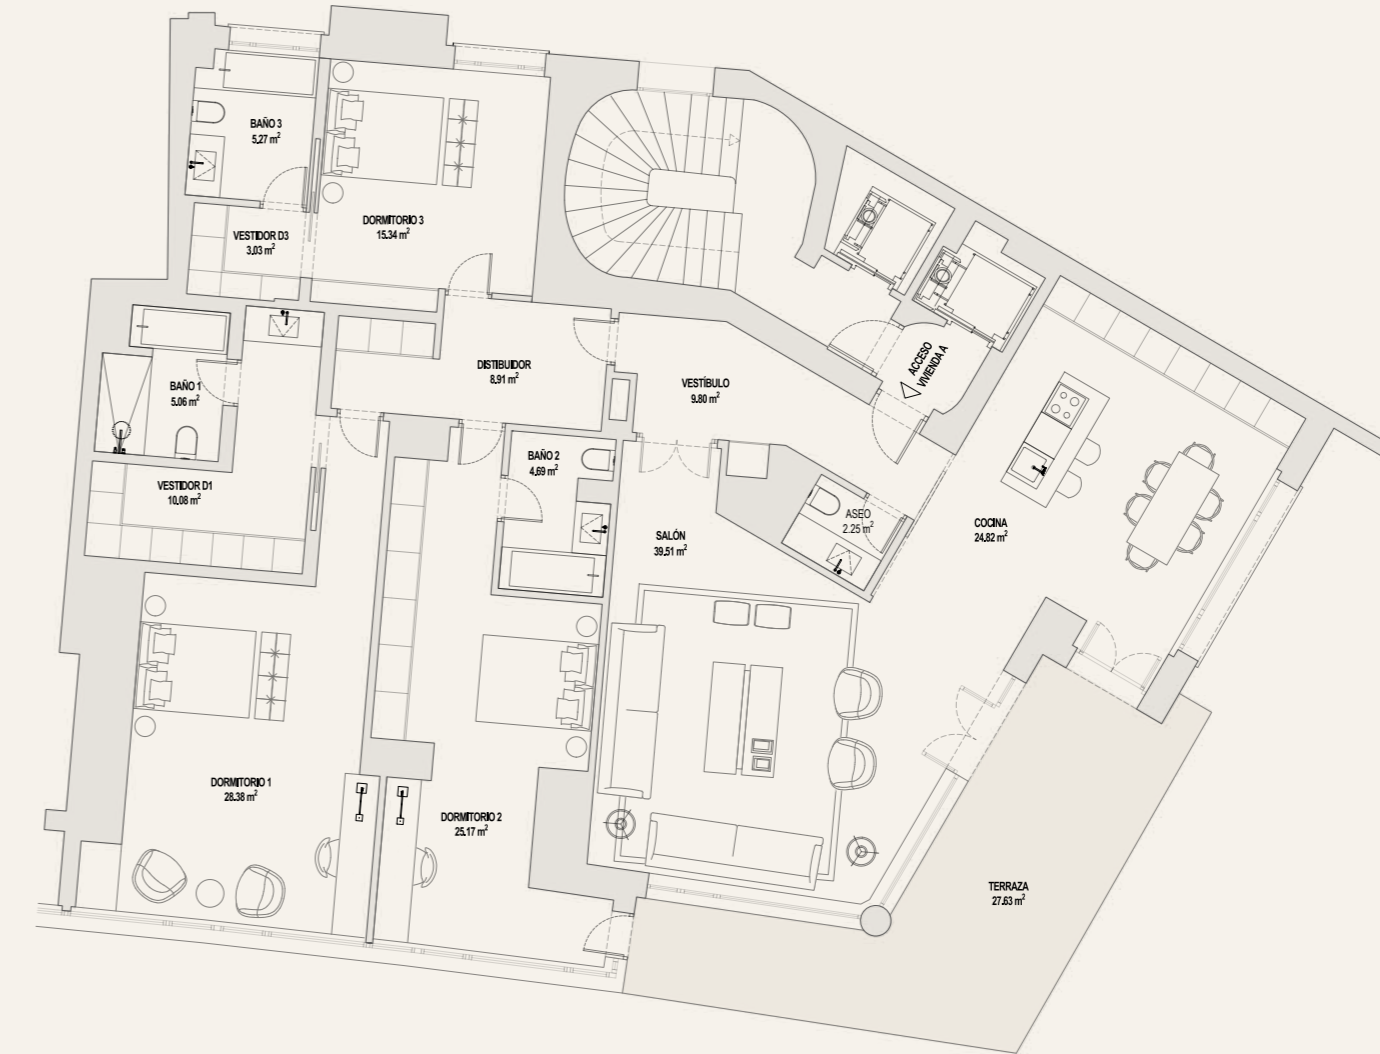 BAÑO 3
5.27 m²
VESTIDOR D3
3.03 m²
DORMITORIO 3
15.34 m²
DISTIBUIDOR
8.91 m²
VESTÍBULO
9.80 m²
ACCESO
VIVIENDA A
BAÑO 1
5.06 m²
VESTIDOR D1
10.08 m²
BAÑO 2
4.69 m²
SALÓN
39.51 m²
ASEO
2.25 m²
COCINA
24.82 m²
DORMITORIO 1
28.38 m²
DORMITORIO 2
25.17 m²
TERRAZA
27.63 m²